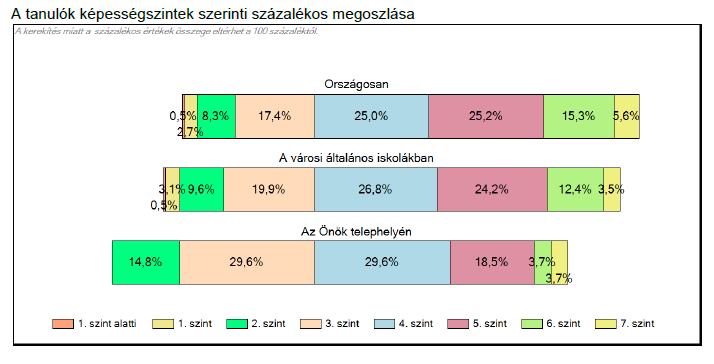 A tanulók képességszintek szerinti százalékos megoszlása
A kerekítés miatt a százalékos értékek összege eltérhet a 100 százaléktól.
Országosan
0,5% 8,3% 17,4% 25,0% 25,2% 15,3% 5,6%
2,7%
A városi általános iskolákban
3,1% 9,6% 19,9% 26,8% 24,2% 12,4% 3,5%
0,5%
Az Önök telephelyén
14,8% 29,6% 29,6% 18,5% 3,7%
3,7%
1. szint alatti 1. szint 2. szint 3. szint 4. szint 5. szint 6. szint 7. szint